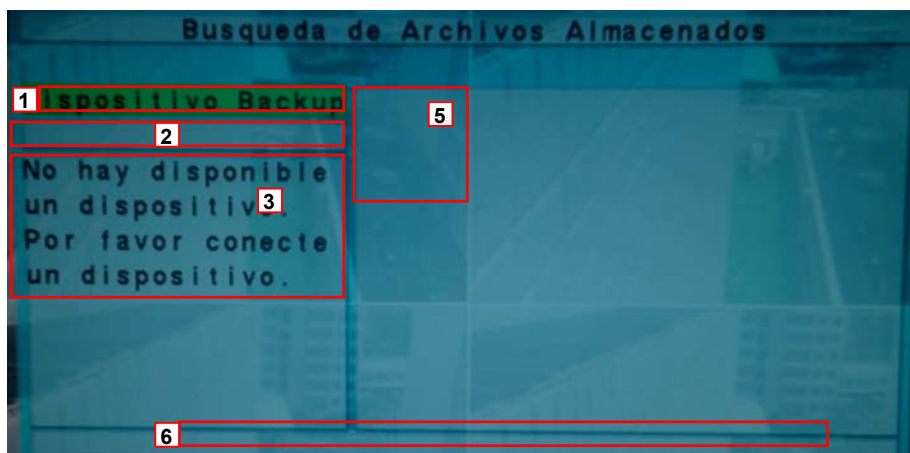 Busqueda de Archivos Almacenados
1 ispositivo Backup
5
2
No hay disponible
un dispositivo.
3
Por favor conecte
un dispositivo.
6